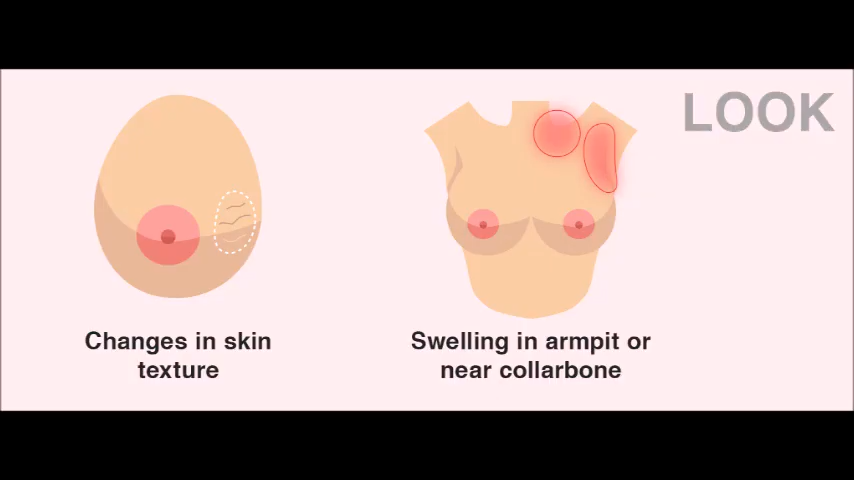 LOOK
Changes in skin
texture
Swelling in armpit or
near collarbone